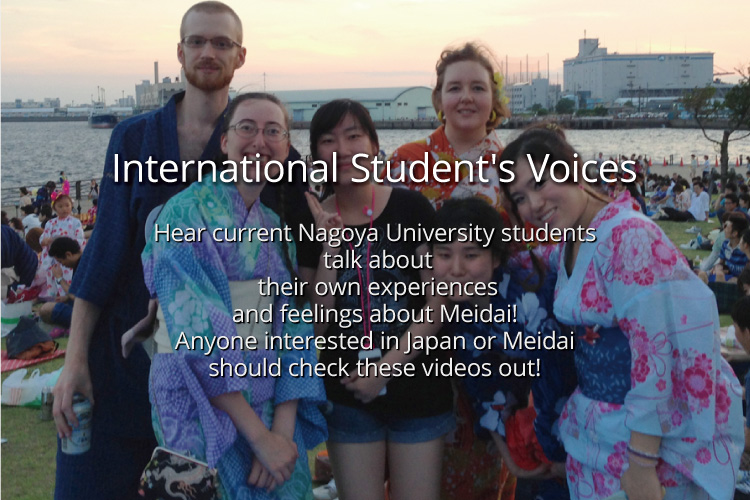 International Student's Voices
Hear current Nagoya University students
talk about
their own experiences
and feelings about Meidai!
Anyone interested in Japan or Meidai
should check these videos out!